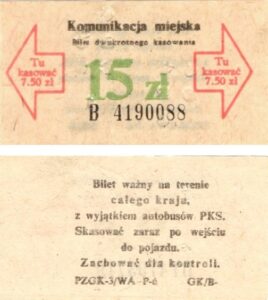 Komunikacja miejska
Bilet dwukrotnego kasowania
Tu
kasować
7.50 zł
15 zł
Tu
kasować
7.50 zł
B 4190088
Bilet ważny na terenie
całego kraju,
z wyjątkiem autobusów PKS.
Skasować zaraz po wejściu
do pojazdu.
Zachować dla kontroli.
PZGK-3/WA-P-6 GK/B-